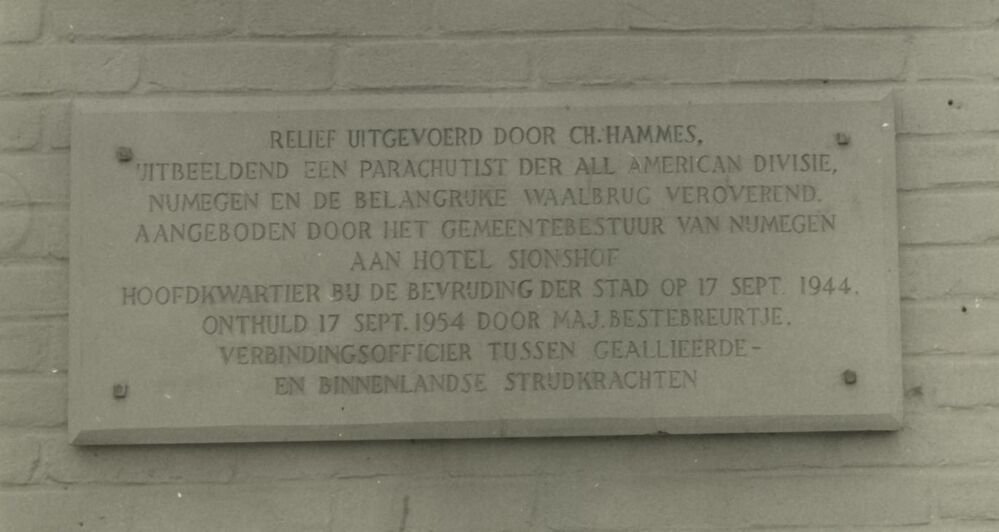 RELIEF UITGEVOERD DOOR CH. HAMMES,
UITBEELDEND EEN PARACHUTIST DER ALL AMERICAN DIVISIE,
NIJMEGEN EN DE BELANGRIJKE WAALBRUG VEROVEREND.
AANGEBODEN DOOR HET GEMEENTEBESTUUR VAN NIJMEGEN
AAN HOTEL SIONSHOF
HOOFDKWARTIER BIJ DE BEVRIJDING DER STAD OP 17 SEPT. 1944.
ONTHULD 17 SEPT. 1954 DOOR MAJ. BESTEBREURTJE.
VERBINDINGSOFFICIER TUSSEN GEALLIEERDE-
EN BINNENLANDSE STRIJDKRACHTEN